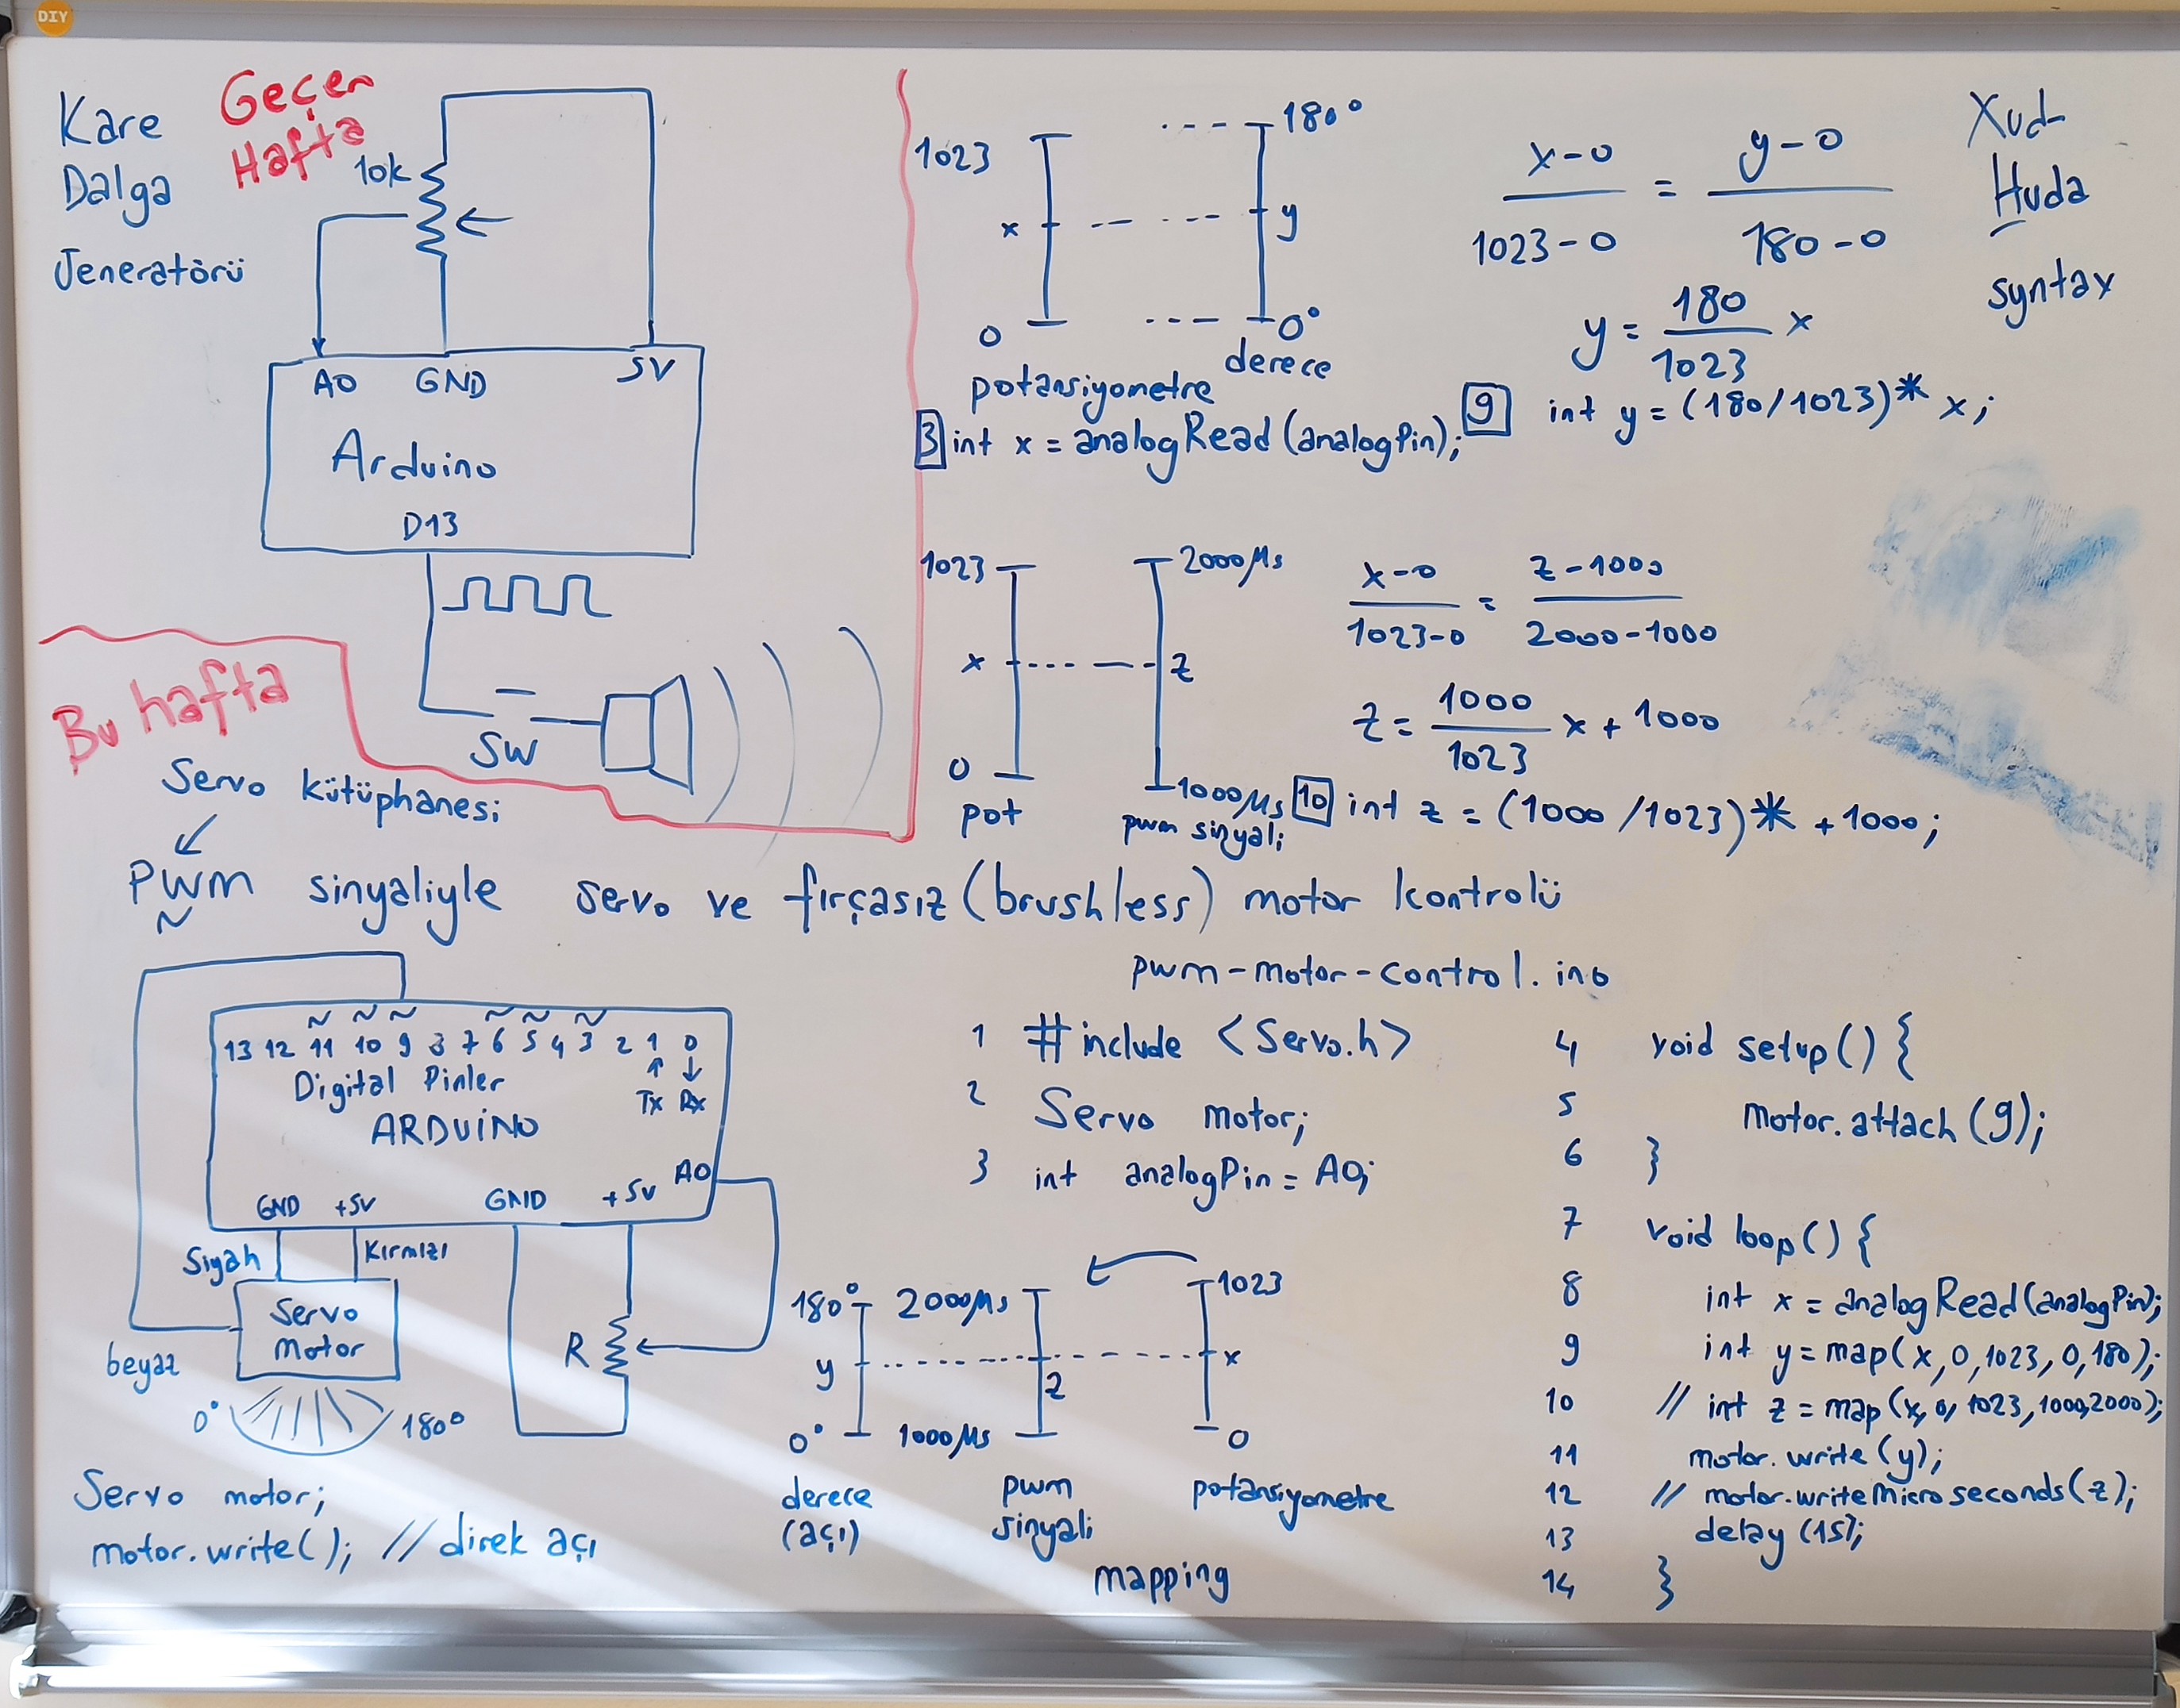 DIY
Kare
Dalga
Jeneratörü
Geçen
Hafta
10k
A0 GND 5V
Arduino
D13
SW
1023
x
0
potansiyometre
180°
y
0°
derece
x-0 / 1023-0 = y-0 / 180-0
y = 180 / 1023 x
Xud
Huda
syntax
3 int x = analogRead(analogPin);
9 int y = (180/1023)* x;
1023
x
0
pot
2000µs
z
1000µs
pwm sinyali
x-0 / 1023-0 = z-1000 / 2000-1000
z = 1000 / 1023 x + 1000
10 int z = (1000/1023)* +1000;
Bu hafta
Servo kütüphanesi
PWM sinyaliyle servo ve fırçasız (brushless) motor kontrolü
~
~ ~ ~ ~ ~ ~
13 12 11 10 9 8 7 6 5 4 3 2 1 0
Digital Pinler
Tx Rx
ARDUiNO
A0
GND +5V GND +5V
Siyah Kırmızı
Servo
Motor
beyaz
R
0° 180°
Servo motor;
motor.write(); // direk açı
180° 2000µs 1023
y z x
0° 1000µs 0
derece
(açı)
pwm
sinyali
potansiyometre
mapping
pwm-motor-control.ino
1 #include <Servo.h>
2 Servo motor;
3 int analogPin = A0;
4 void setup() {
5 motor.attach(9);
6 }
7 void loop() {
8 int x = analogRead(analogPin);
9 int y = map(x,0,1023,0,180);
10 // int z = map(x,0,1023,1000,2000);
11 motor.write(y);
12 // motor.writeMicroseconds(z);
13 delay(15);
14 }